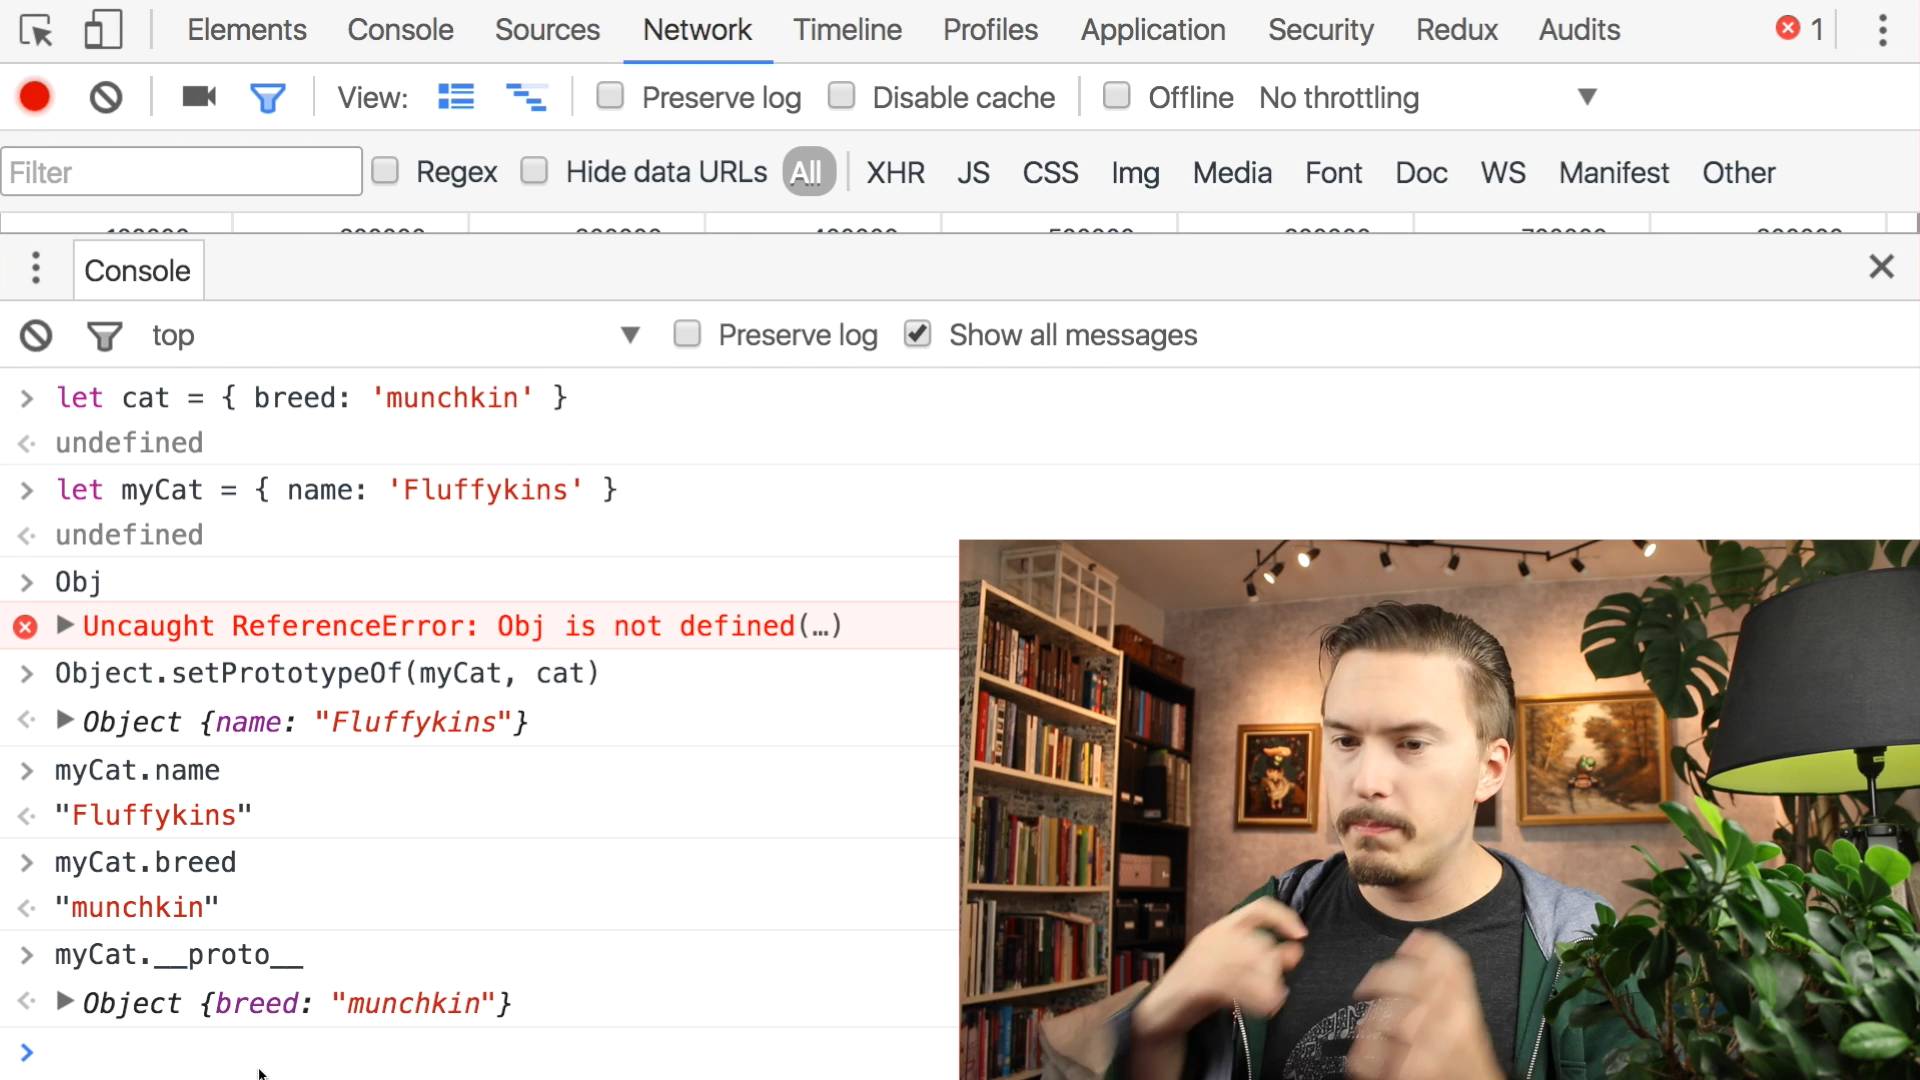 Elements Console Sources Network Timeline Profiles Application Security Redux Audits 1
View: Preserve log Disable cache Offline No throttling
Filter Regex Hide data URLs All XHR JS CSS Img Media Font Doc WS Manifest Other
Console
top Preserve log Show all messages
> let cat = { breed: 'munchkin' }
undefined
> let myCat = { name: 'Fluffykins' }
undefined
> Obj
Uncaught ReferenceError: Obj is not defined(…)
> Object.setPrototypeOf(myCat, cat)
Object {name: "Fluffykins"}
> myCat.name
"Fluffykins"
> myCat.breed
"munchkin"
> myCat.__proto__
Object {breed: "munchkin"}
>